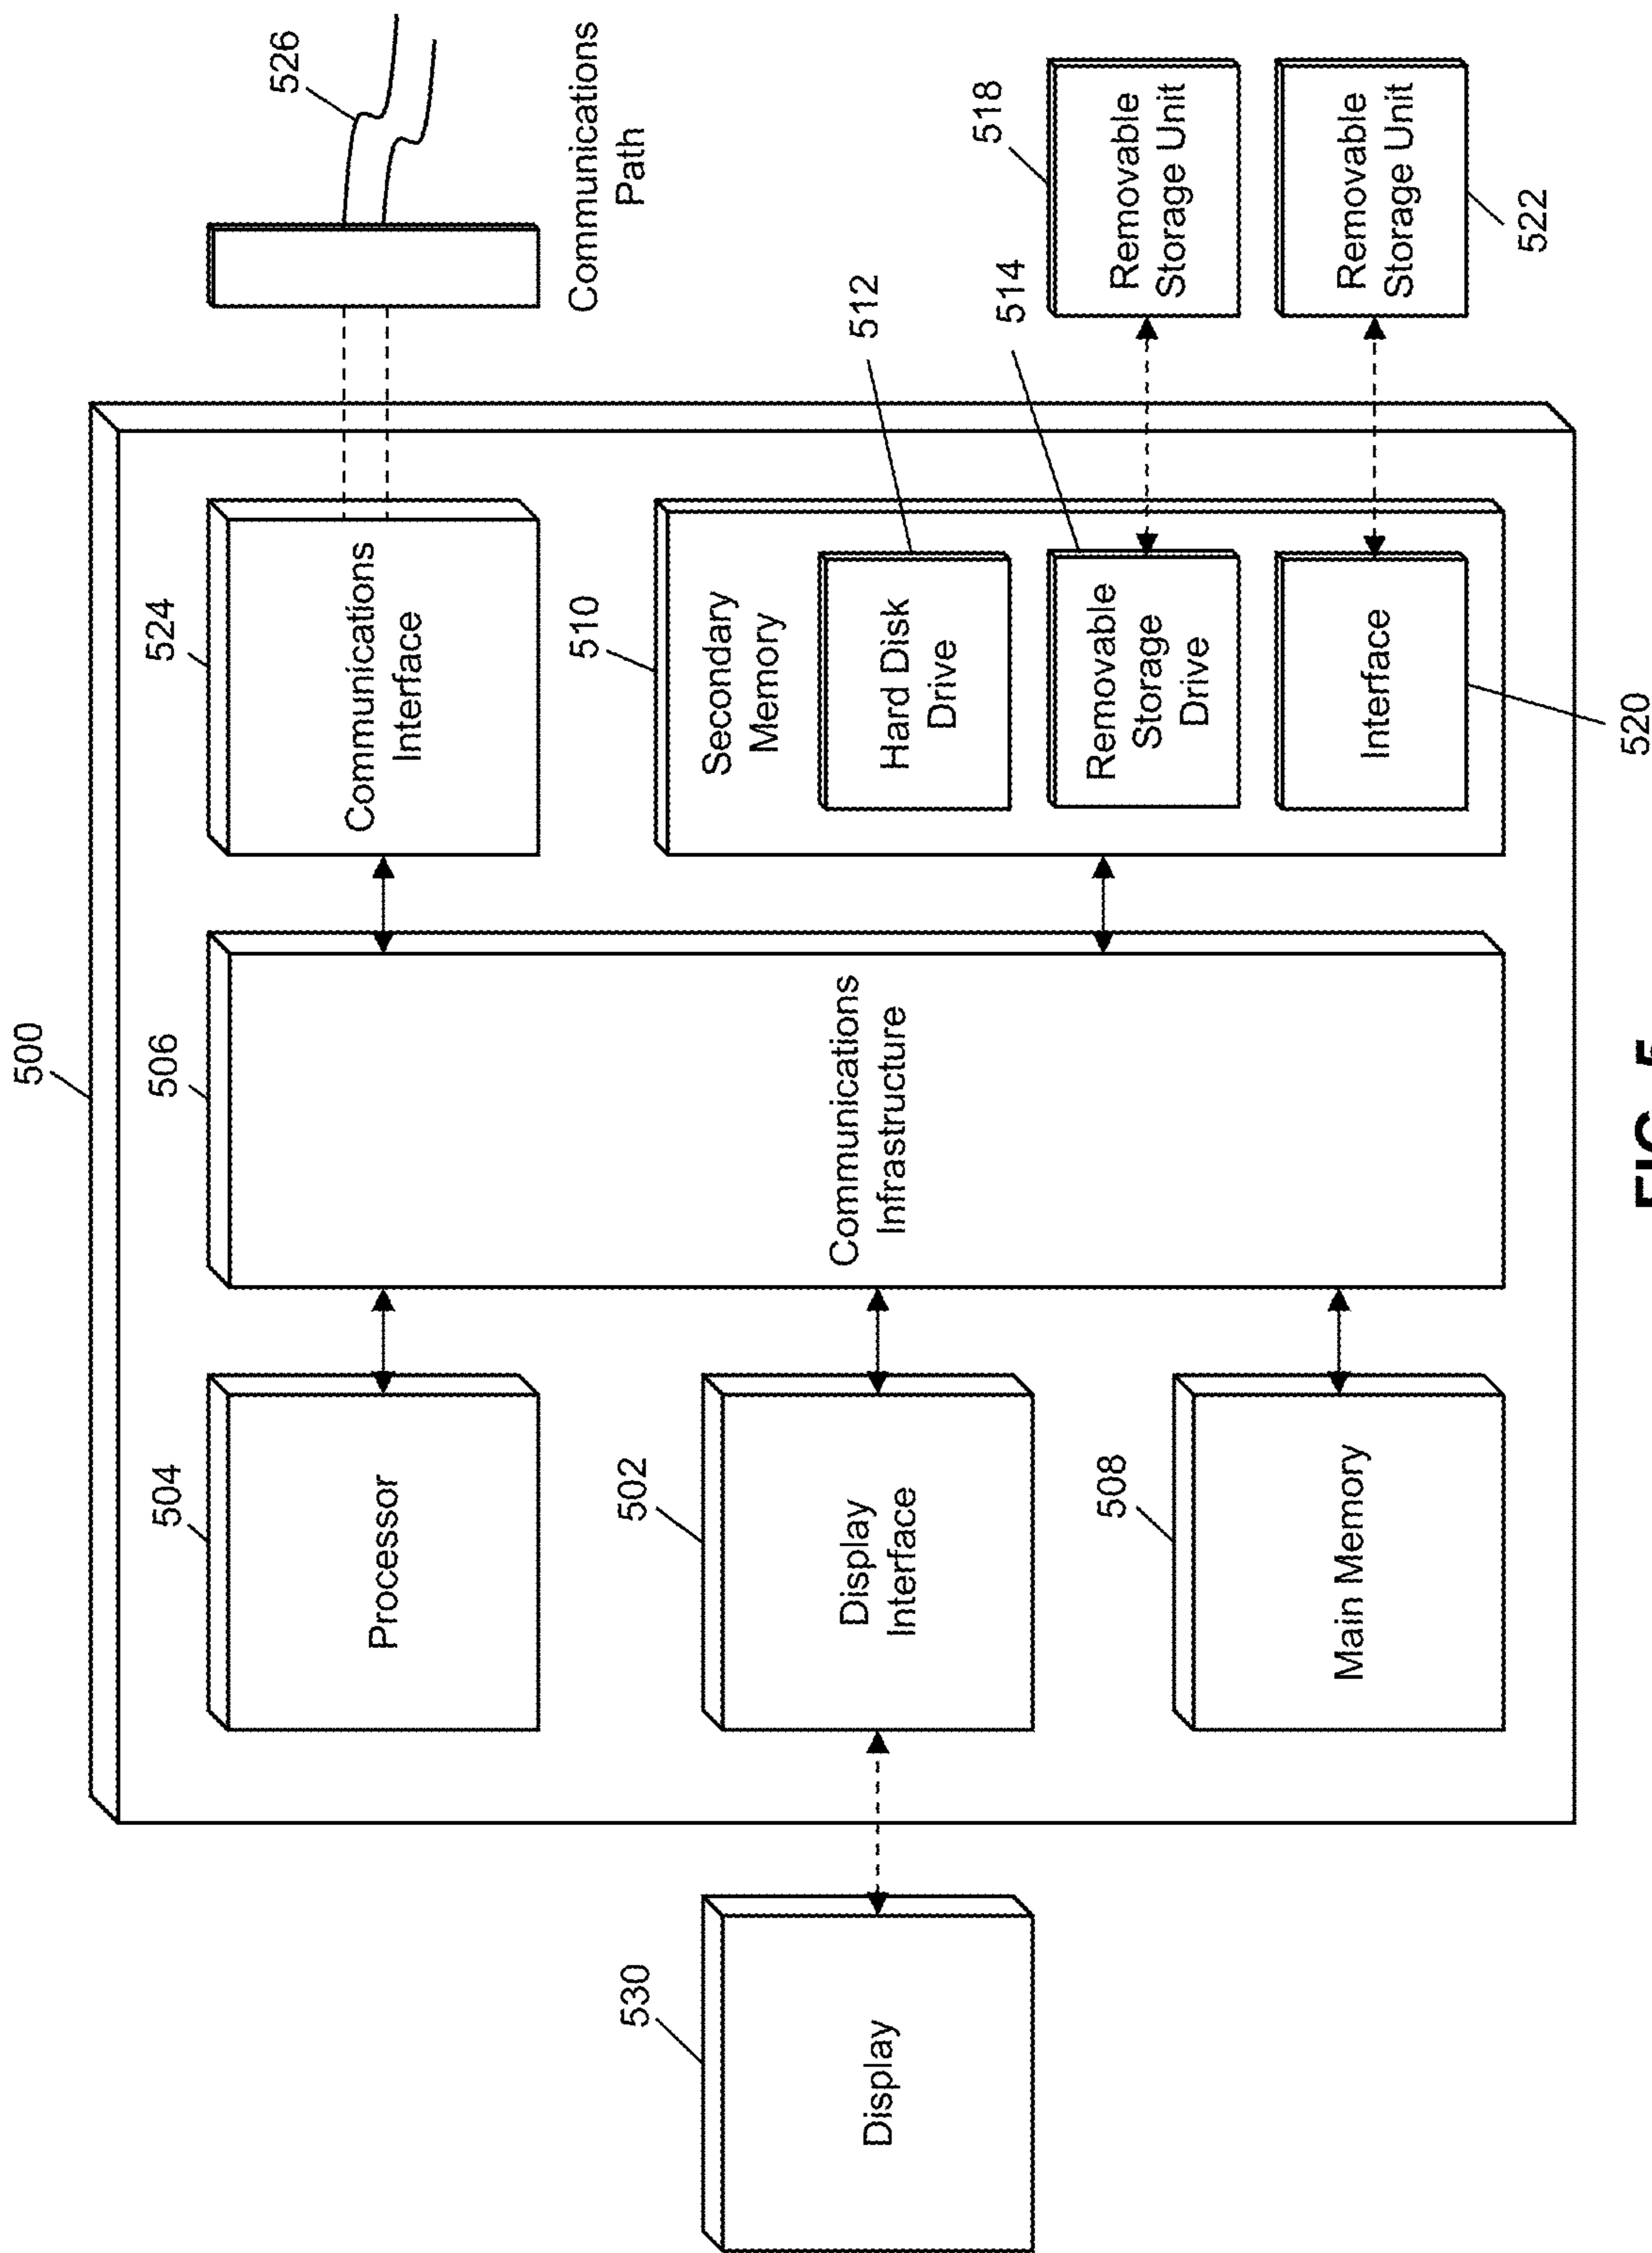 500
504
Processor
506
Communications
Infrastructure
524
Communications
Interface
526
Communications
Path
530
Display
502
Display
Interface
508
Main Memory
510
Secondary
Memory
512
Hard Disk
Drive
514
Removable
Storage
Drive
518
Removable
Storage Unit
Interface
520
Removable
Storage Unit
522
FIG. 5